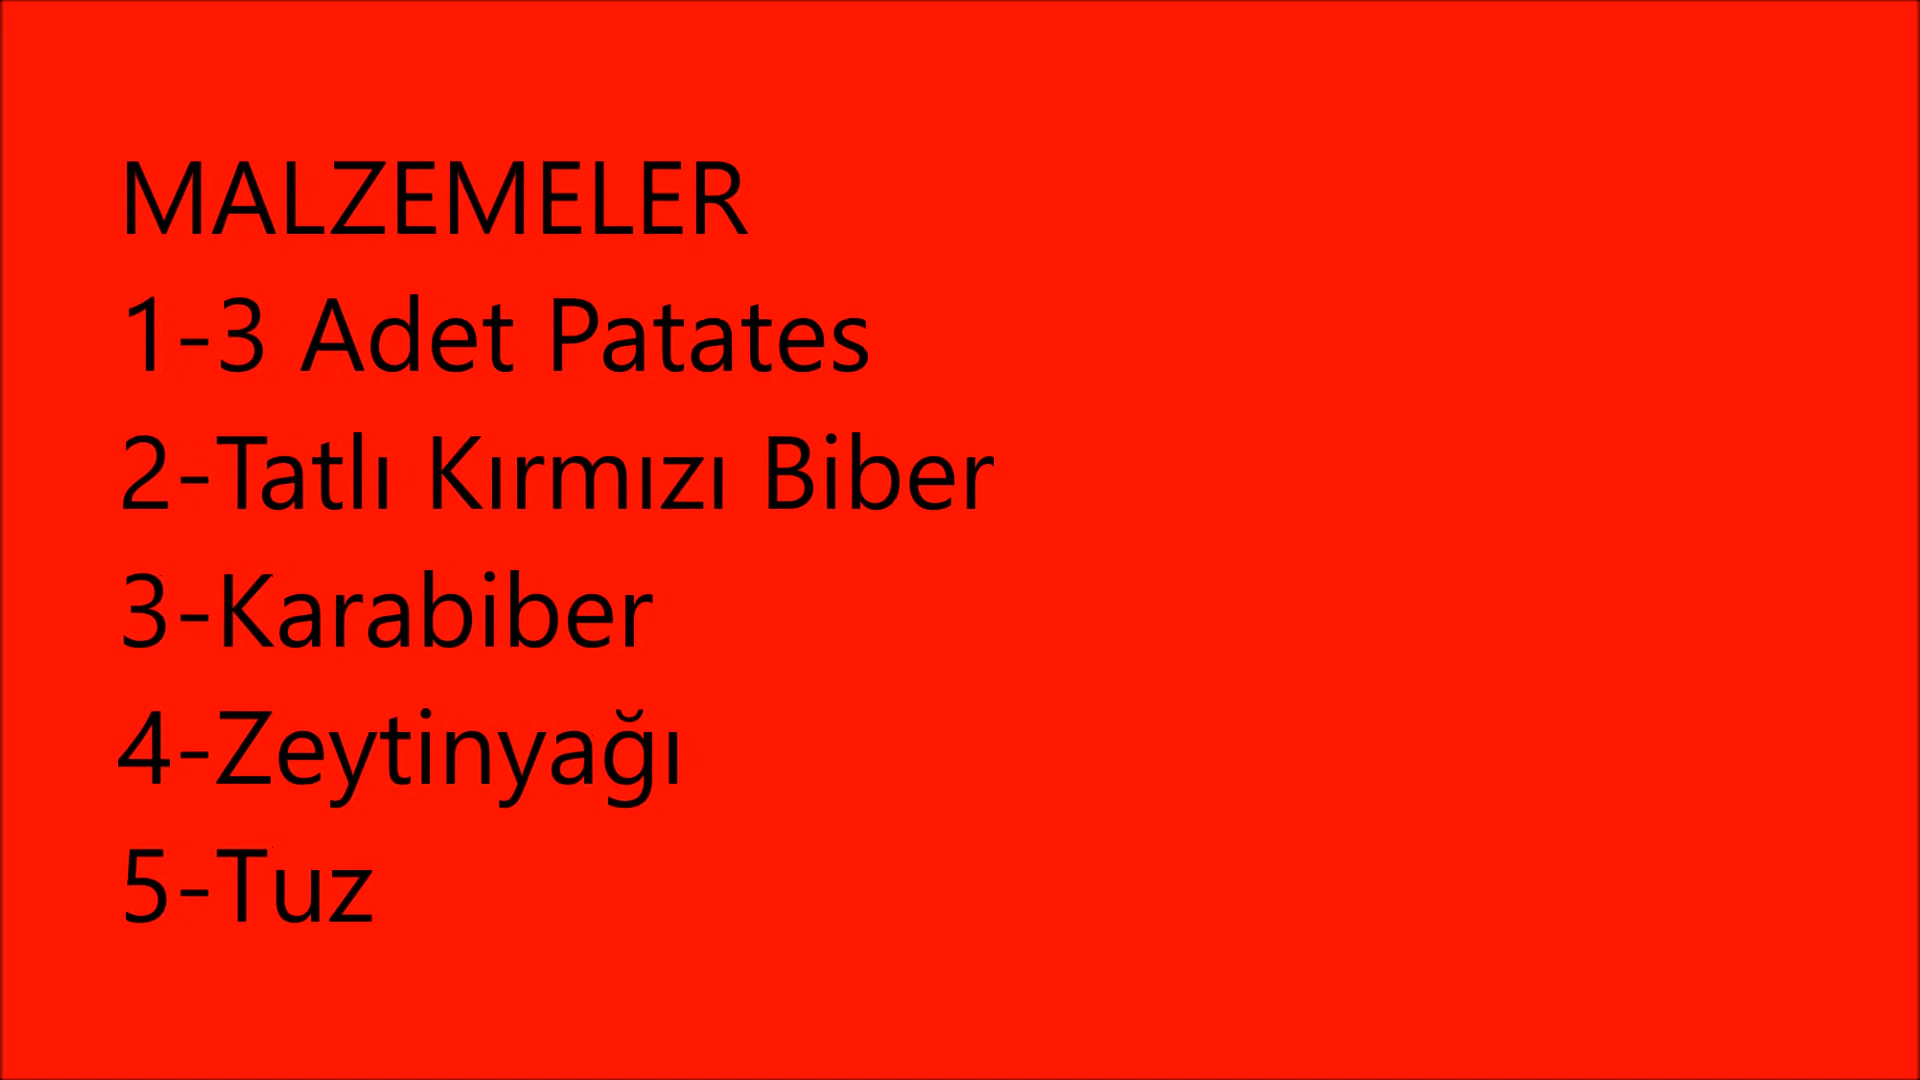 MALZEMELER
1-3 Adet Patates
2-Tatlı Kırmızı Biber
3-Karabiber
4-Zeytinyağı
5-Tuz